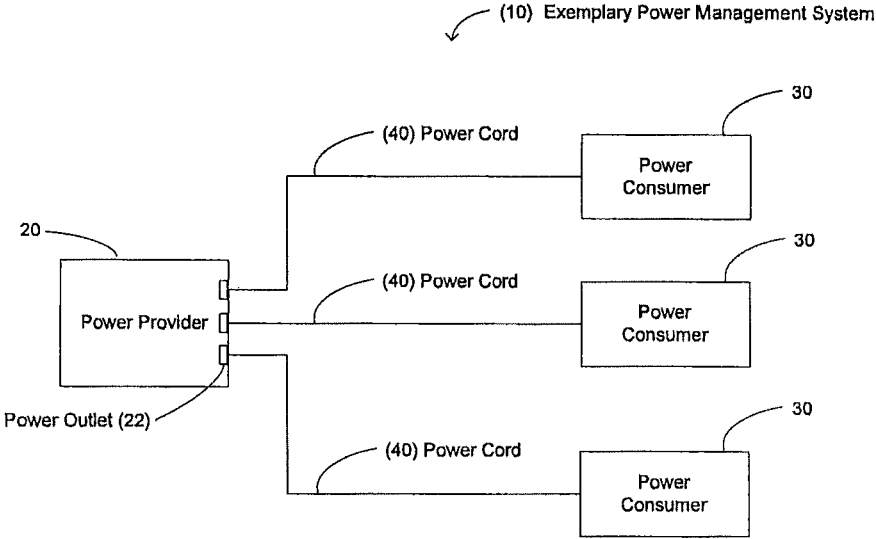 (10) Exemplary Power Management System
30
(40) Power Cord
Power
Consumer
20
30
(40) Power Cord
Power Provider
Power
Consumer
Power Outlet (22)
30
(40) Power Cord
Power
Consumer